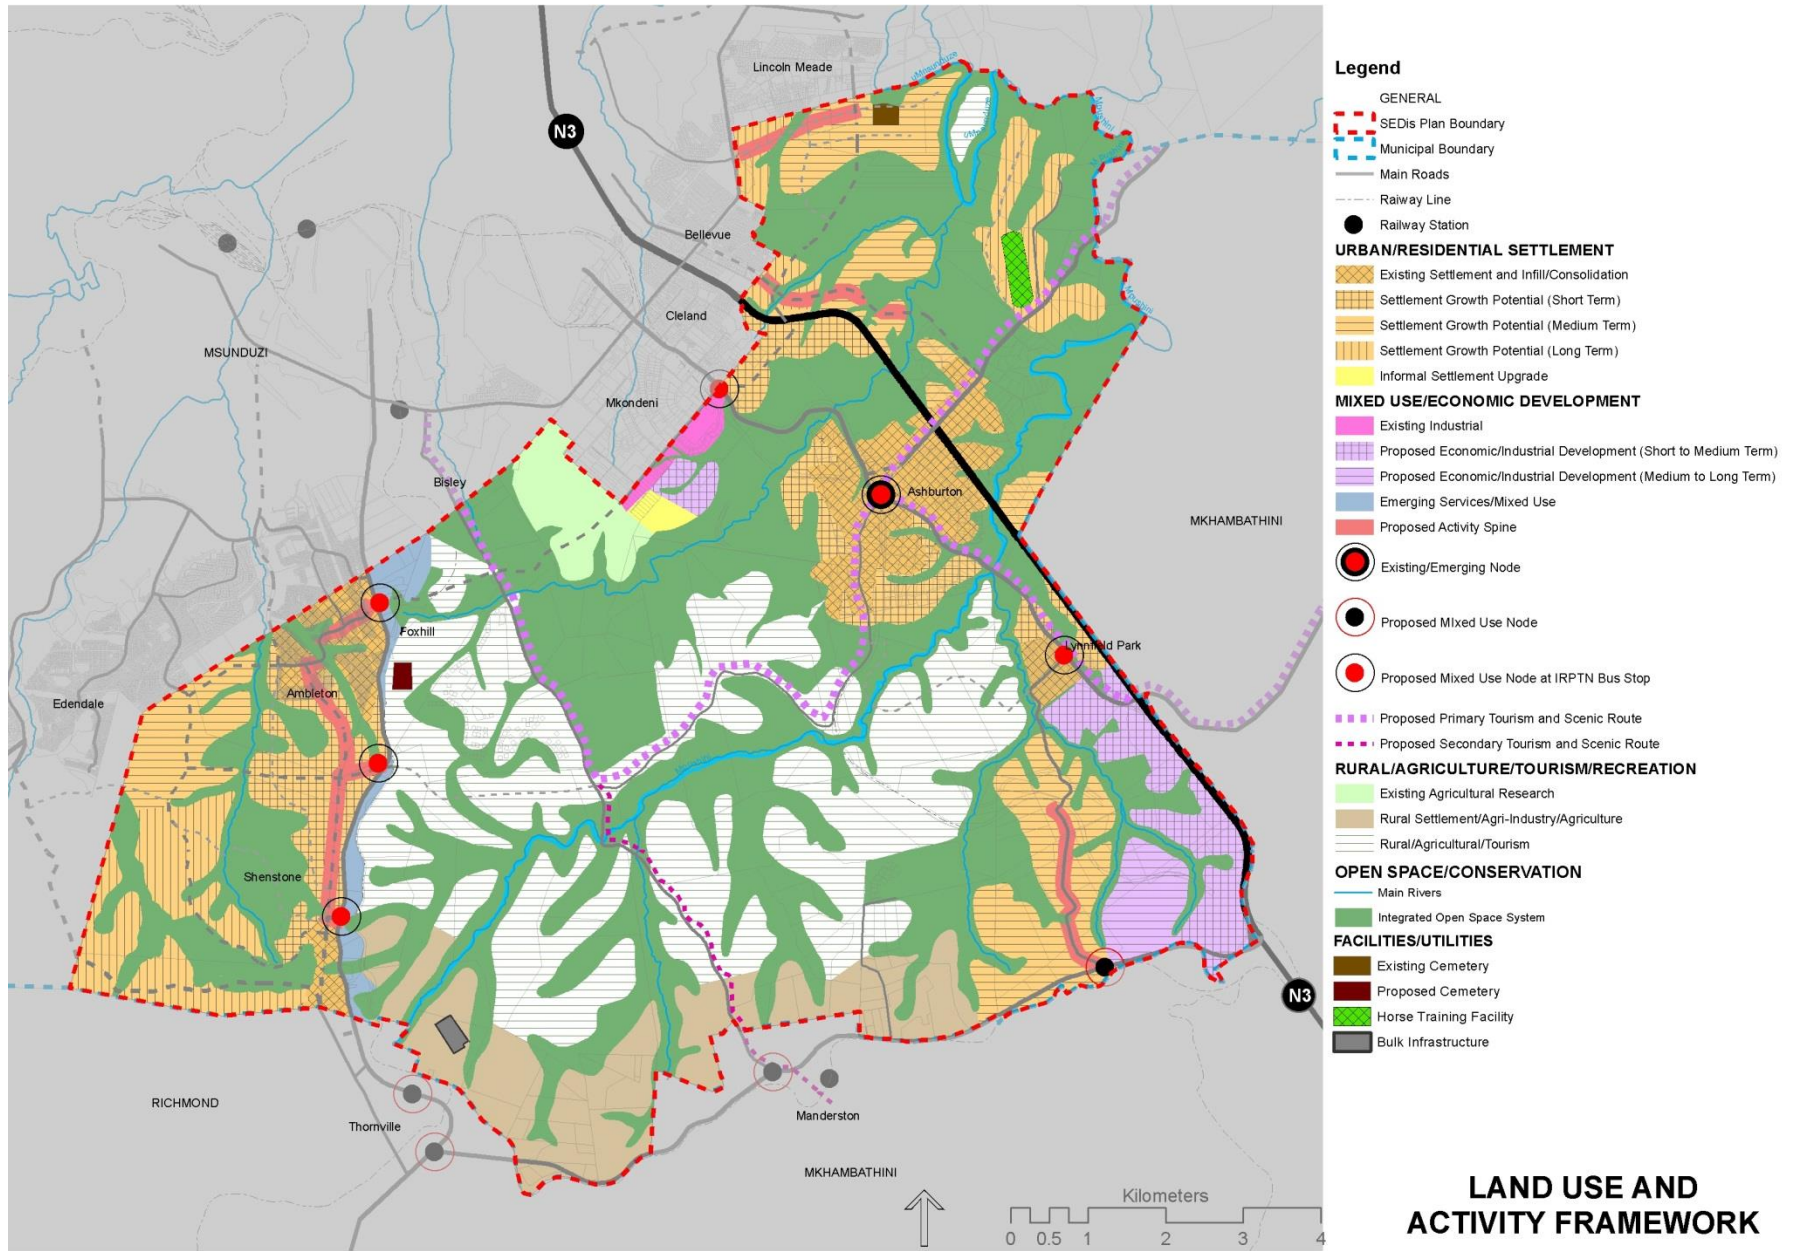 Lincoln Meade
N3
Bellevue
Cleland
MSUNDUZI
Mkondeni
Bisley
Ashburton
MKHAMBATHINI
Foxhill
Lynnfield Park
Ambleton
Edendale
Shenstone
RICHMOND
Thornville
Manderston
MKHAMBATHINI
N3
Kilometers
0 0.5 1 2 3 4
Legend
GENERAL
SEDis Plan Boundary
Municipal Boundary
Main Roads
Raiway Line
Railway Station
URBAN/RESIDENTIAL SETTLEMENT
Existing Settlement and Infill/Consolidation
Settlement Growth Potential (Short Term)
Settlement Growth Potential (Medium Term)
Settlement Growth Potential (Long Term)
Informal Settlement Upgrade
MIXED USE/ECONOMIC DEVELOPMENT
Existing Industrial
Proposed Economic/Industrial Development (Short to Medium Term)
Proposed Economic/Industrial Development (Medium to Long Term)
Emerging Services/Mixed Use
Proposed Activity Spine
Existing/Emerging Node
Proposed MIxed Use Node
Proposed Mixed Use Node at IRPTN Bus Stop
Proposed Primary Tourism and Scenic Route
Proposed Secondary Tourism and Scenic Route
RURAL/AGRICULTURE/TOURISM/RECREATION
Existing Agricultural Research
Rural Settlement/Agri-Industry/Agriculture
Rural/Agricultural/Tourism
OPEN SPACE/CONSERVATION
Main Rivers
Integrated Open Space System
FACILITIES/UTILITIES
Existing Cemetery
Proposed Cemetery
Horse Training Facility
Bulk Infrastructure
LAND USE AND
ACTIVITY FRAMEWORK